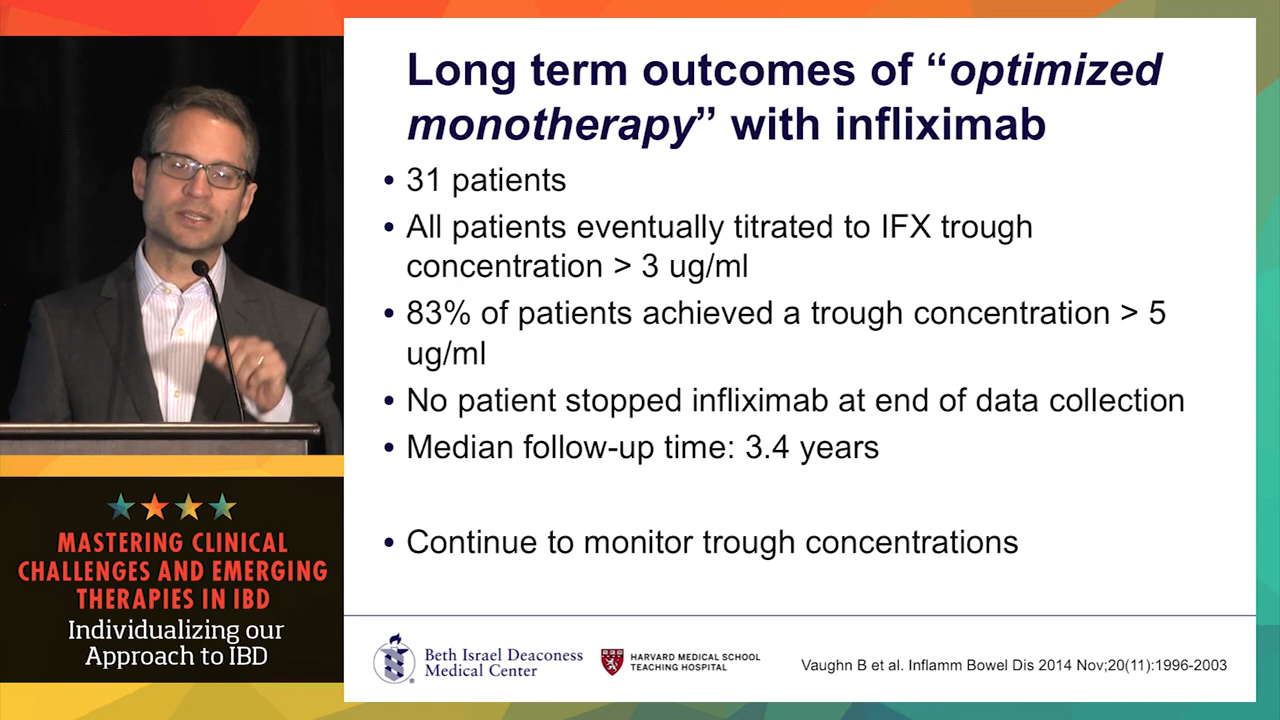 Long term outcomes of “optimized
monotherapy” with infliximab
• 31 patients
• All patients eventually titrated to IFX trough
concentration > 3 ug/ml
• 83% of patients achieved a trough concentration > 5
ug/ml
• No patient stopped infliximab at end of data collection
• Median follow-up time: 3.4 years
• Continue to monitor trough concentrations
MASTERING CLINICAL
CHALLENGES AND EMERGING
THERAPIES IN IBD
Individualizing our
Approach to IBD
Beth Israel Deaconess
Medical Center
HARVARD MEDICAL SCHOOL
TEACHING HOSPITAL
Vaughn B et al. Inflamm Bowel Dis 2014 Nov;20(11):1996-2003